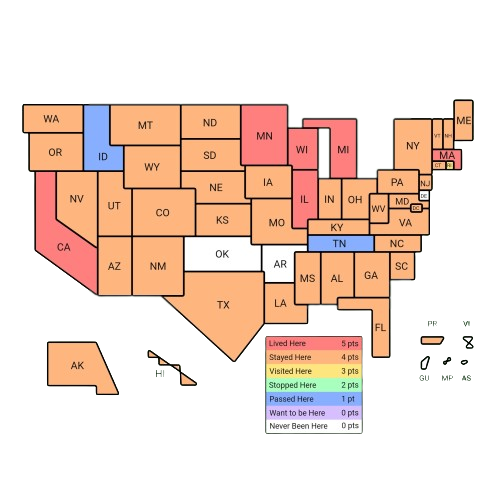 WA
MT
ND
MN
ME
OR
ID
SD
WI
MI
NY
VT
NH
MA
WY
IA
NE
NV
UT
CO
IL
IN
OH
PA
CT
NJ
DE
KS
MO
WV
MD
DC
VA
KY
CA
AZ
NM
OK
AR
TN
NC
SC
TX
LA
MS
AL
GA
FL
AK
HI
PR
VI
GU
MP
AS
Lived Here 5 pts
Stayed Here 4 pts
Visited Here 3 pts
Stopped Here 2 pts
Passed Here 1 pt
Want to be Here 0 pts
Never Been Here 0 pts